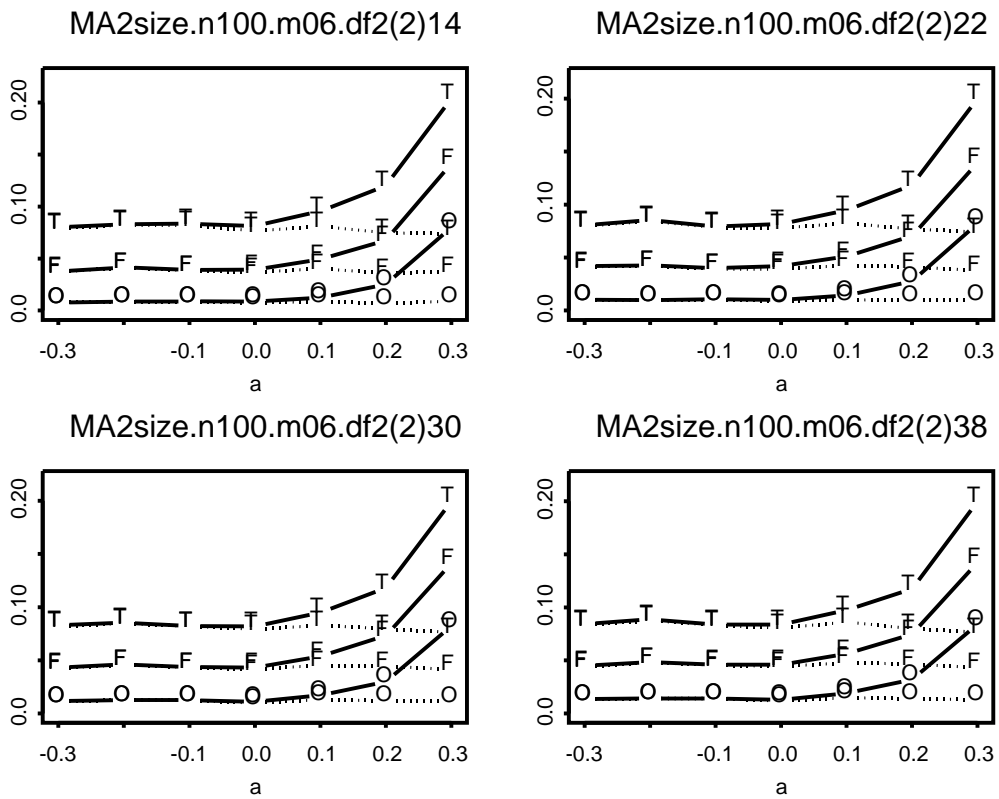 MA2size.n100.m06.df2(2)14
0.20
0.10
0.0
T T T T T T T
T T T T
F F F F F F F
F F F F
O O O O O O O
O O O O
-0.3 -0.1 0.0 0.1 0.2 0.3
a
MA2size.n100.m06.df2(2)22
0.20
0.10
0.0
T T T T T T T
T T T T
F F F F F F F
F F F F
O O O O O O O
O O O O
-0.3 -0.1 0.0 0.1 0.2 0.3
a
MA2size.n100.m06.df2(2)30
0.20
0.10
0.0
T T T T T T T
T T T T
F F F F F F F
F F F F
O O O O O O O
O O O O
-0.3 -0.1 0.0 0.1 0.2 0.3
a
MA2size.n100.m06.df2(2)38
0.20
0.10
0.0
T T T T T T T
T T T T
F F F F F F F
F F F F
O O O O O O O
O O O O
-0.3 -0.1 0.0 0.1 0.2 0.3
a